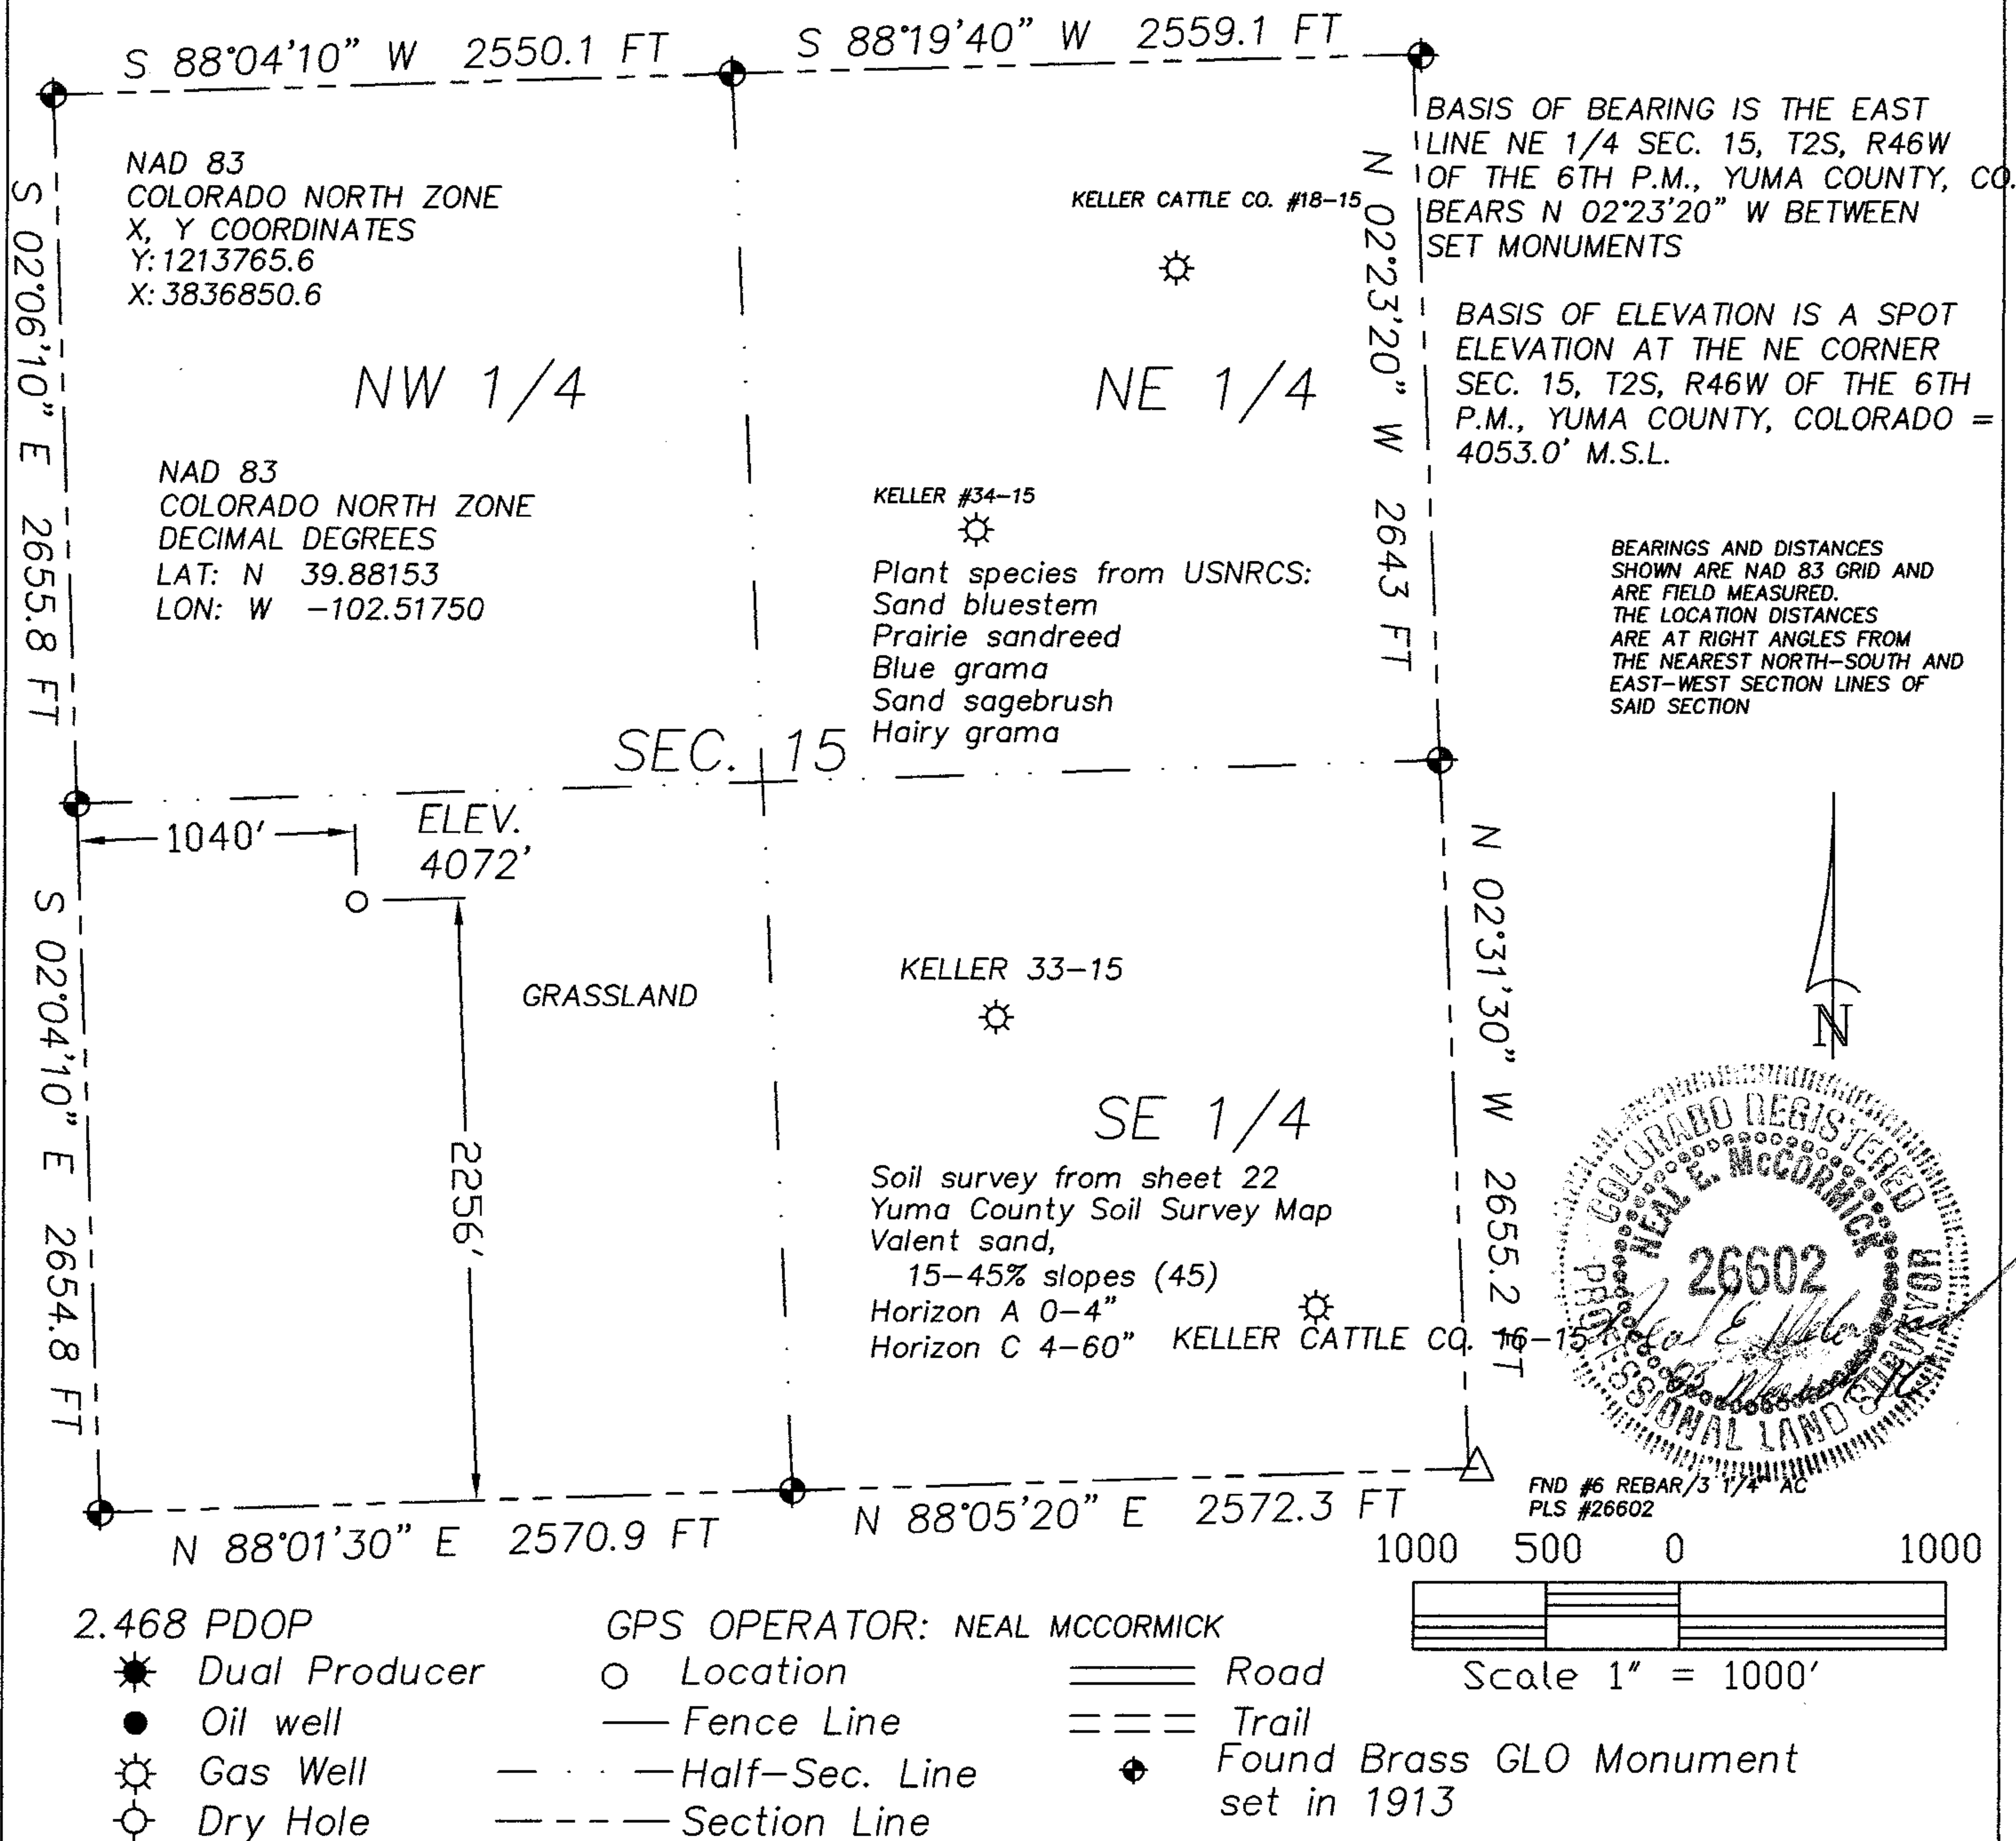 S 88°04'10" W 2550.1 FT
S 88°19'40" W 2559.1 FT
BASIS OF BEARING IS THE EAST
LINE NE 1/4 SEC. 15, T2S, R46W
OF THE 6TH P.M., YUMA COUNTY, CO.
BEARS N 02°23'20" W BETWEEN
SET MONUMENTS
NAD 83
COLORADO NORTH ZONE
X, Y COORDINATES
Y: 1213765.6
X: 3836850.6
KELLER CATTLE CO. #18-15
S 02°06'10" E 2655.8 FT
N 02°23'20" W 2643 FT
BASIS OF ELEVATION IS A SPOT
ELEVATION AT THE NE CORNER
SEC. 15, T2S, R46W OF THE 6TH
P.M., YUMA COUNTY, COLORADO =
4053.0' M.S.L.
NW 1/4
NE 1/4
NAD 83
COLORADO NORTH ZONE
DECIMAL DEGREES
LAT: N 39.88153
LON: W -102.51750
KELLER #34-15
Plant species from USNRCS:
Sand bluestem
Prairie sandreed
Blue grama
Sand sagebrush
Hairy grama
BEARINGS AND DISTANCES
SHOWN ARE NAD 83 GRID AND
ARE FIELD MEASURED.
THE LOCATION DISTANCES
ARE AT RIGHT ANGLES FROM
THE NEAREST NORTH-SOUTH AND
EAST-WEST SECTION LINES OF
SAID SECTION
SEC. 15
1040'
ELEV.
4072'
S 02°04'10" E 2654.8 FT
GRASSLAND
2256'
KELLER 33-15
N 02°31'30" W 2655.2 FT
N
SE 1/4
Soil survey from sheet 22
Yuma County Soil Survey Map
Valent sand,
15-45% slopes (45)
Horizon A 0-4"
Horizon C 4-60"
KELLER CATTLE CO. 16-15
COLORADO REGISTERED
NEAL E. McCORMICK
26602
PROFESSIONAL LAND SURVEYOR
FND #6 REBAR/3 1/4" AC
PLS #26602
N 88°01'30" E 2570.9 FT
N 88°05'20" E 2572.3 FT
1000 500 0 1000
Scale 1" = 1000'
2.468 PDOP
GPS OPERATOR: NEAL MCCORMICK
Dual Producer
Location
Road
Oil well
Fence Line
Trail
Gas Well
Half-Sec. Line
Found Brass GLO Monument
set in 1913
Dry Hole
Section Line